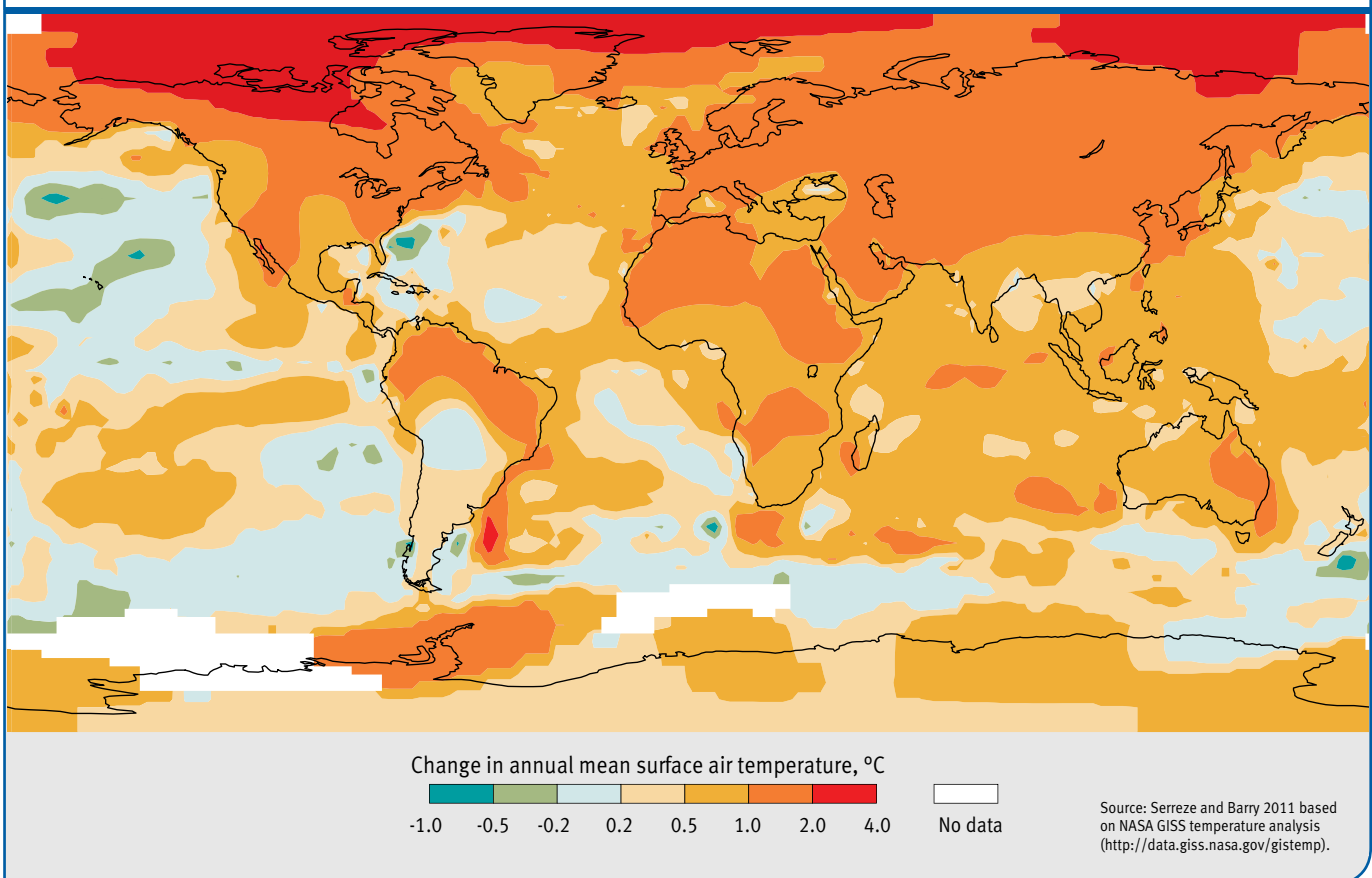 Change in annual mean surface air temperature, °C
-1.0 -0.5 -0.2 0.2 0.5 1.0 2.0 4.0 No data
Source: Serreze and Barry 2011 based
on NASA GISS temperature analysis
(http://data.giss.nasa.gov/gistemp).